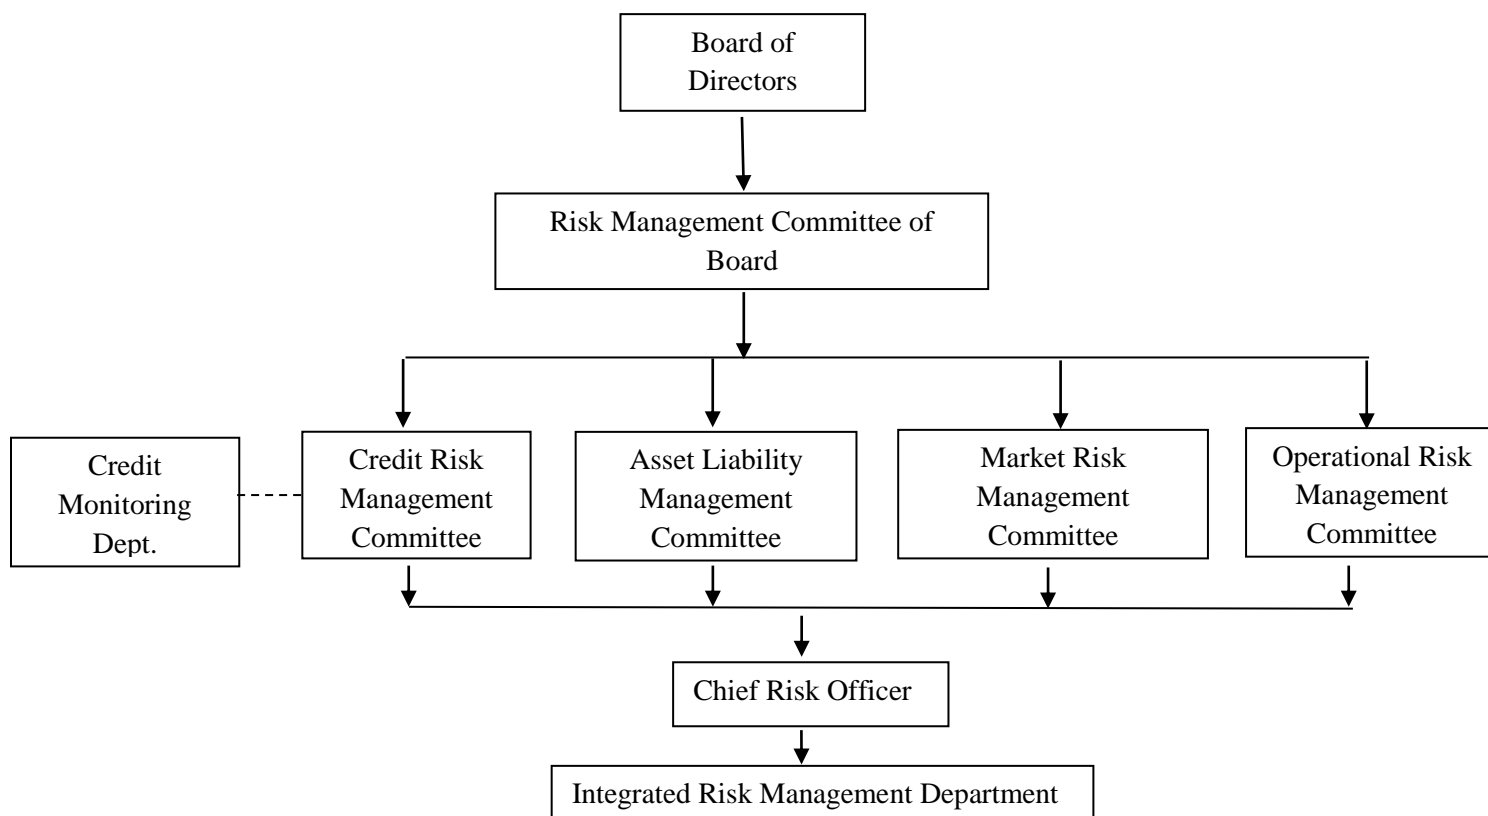 Board of
Directors
Risk Management Committee of
Board
Credit
Monitoring
Dept.
Credit Risk
Management
Committee
Asset Liability
Management
Committee
Market Risk
Management
Committee
Operational Risk
Management
Committee
Chief Risk Officer
Integrated Risk Management Department